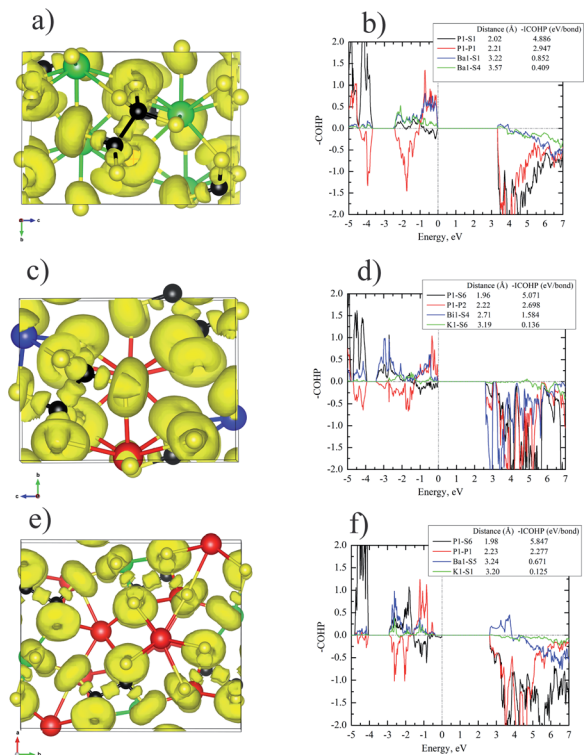 a)
c
b
b)
Distance (Å) -ICOHP (eV/bond)
P1-S1 2.02 4.886
P1-P1 2.21 2.947
Ba1-S1 3.22 0.852
Ba1-S4 3.57 0.409
-COHP
2.0
1.5
1.0
0.5
0.0
-0.5
-1.0
-1.5
-2.0
-5 -4 -3 -2 -1 0 1 2 3 4 5 6 7
Energy, eV
c)
b
c
d)
Distance (Å) -ICOHP (eV/bond)
P1-S6 1.96 5.071
P1-P2 2.22 2.698
Bi1-S4 2.71 1.584
K1-S6 3.19 0.136
-COHP
2.0
1.5
1.0
0.5
0.0
-0.5
-1.0
-1.5
-2.0
-5 -4 -3 -2 -1 0 1 2 3 4 5 6 7
Energy, eV
e)
a
b
f)
Distance (Å) -ICOHP (eV/bond)
P1-S6 1.98 5.847
P1-P1 2.23 2.277
Ba1-S5 3.24 0.671
K1-S1 3.20 0.125
-COHP
2.0
1.5
1.0
0.5
0.0
-0.5
-1.0
-1.5
-2.0
-5 -4 -3 -2 -1 0 1 2 3 4 5 6 7
Energy, eV